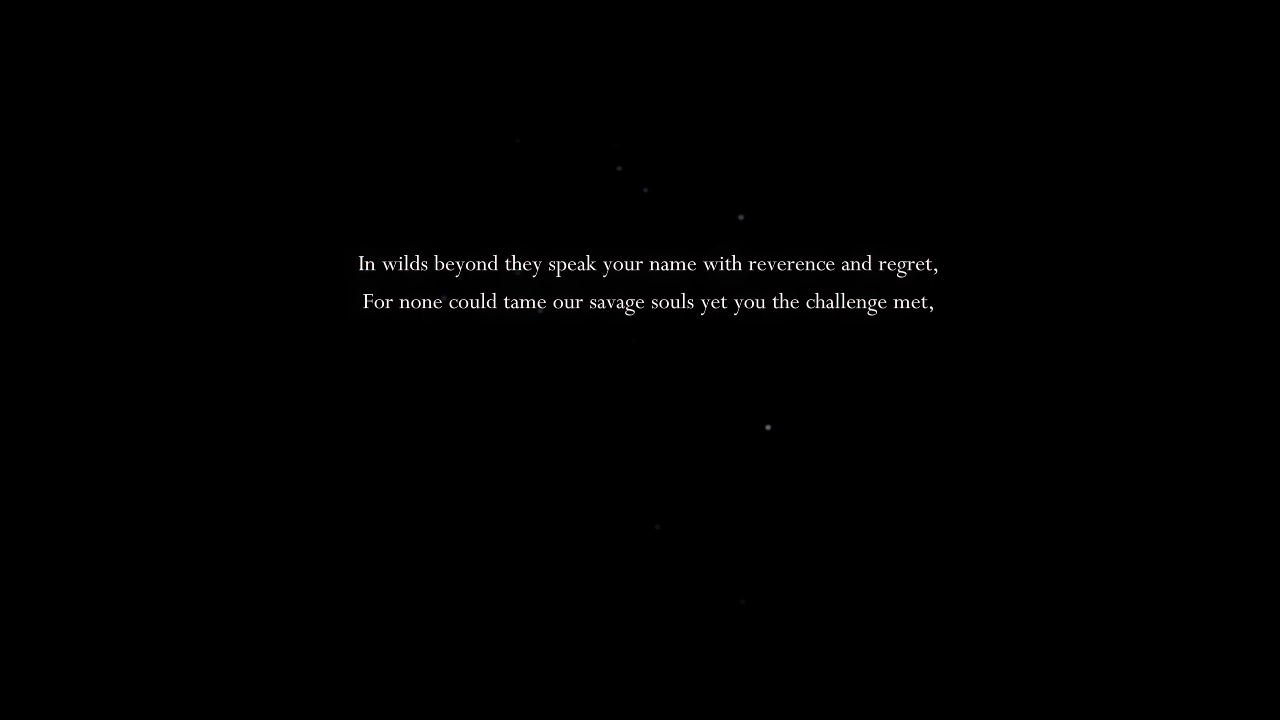 In wilds beyond they speak your name with reverence and regret,
For none could tame our savage souls yet you the challenge met,